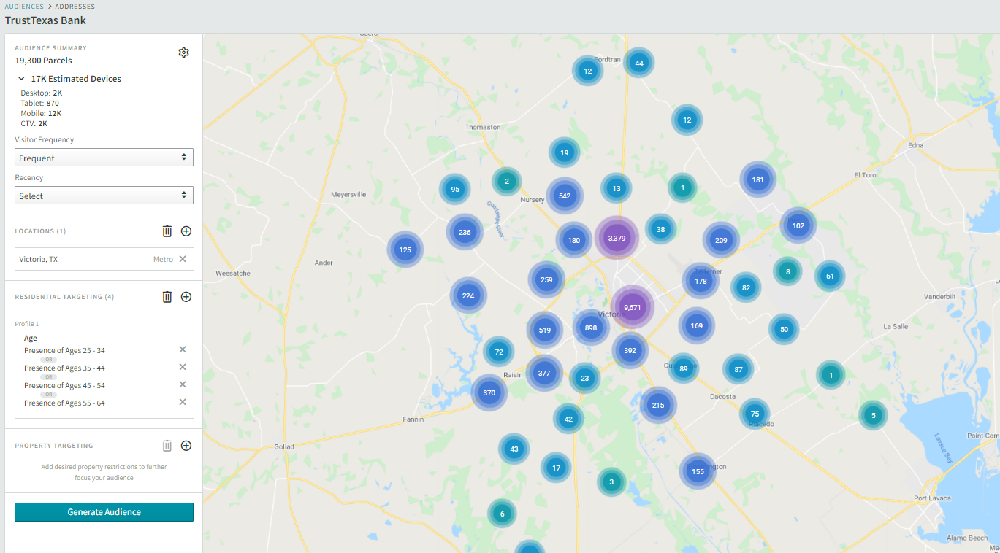 AUDIENCES > ADDRESSES
TrustTexas Bank
AUDIENCE SUMMARY
19,300 Parcels
17K Estimated Devices
Desktop: 2K
Tablet: 870
Mobile: 12K
CTV: 2K
Visitor Frequency
Frequent
Recency
Select
LOCATIONS (1)
Victoria, TX Metro
RESIDENTIAL TARGETING (4)
Profile 1
Age
Presence of Ages 25 - 34
OR
Presence of Ages 35 - 44
OR
Presence of Ages 45 - 54
OR
Presence of Ages 55 - 64
PROPERTY TARGETING
Add desired property restrictions to further
focus your audience
Generate Audience
Cuero
Fordtran
44
12
12
Thomaston
Edna
19
El Toro
181
2
95
13
1
Meyersville
542
Nursery
Guadalupe River
102
38
236
3,379
180
209
125
Ander
Weesatche
8
61
259
178
82
224
Vanderbilt
9,671
Victoria
169
La Salle
898
519
50
72
392
89
87
377
Raisin
23
1
370
Dacosta
215
75
5
Placedo
42
Fannin
Goliad
43
Lavaca Bay
Point Com
17
155
3
Port Lavaca
6
Alamo Beach